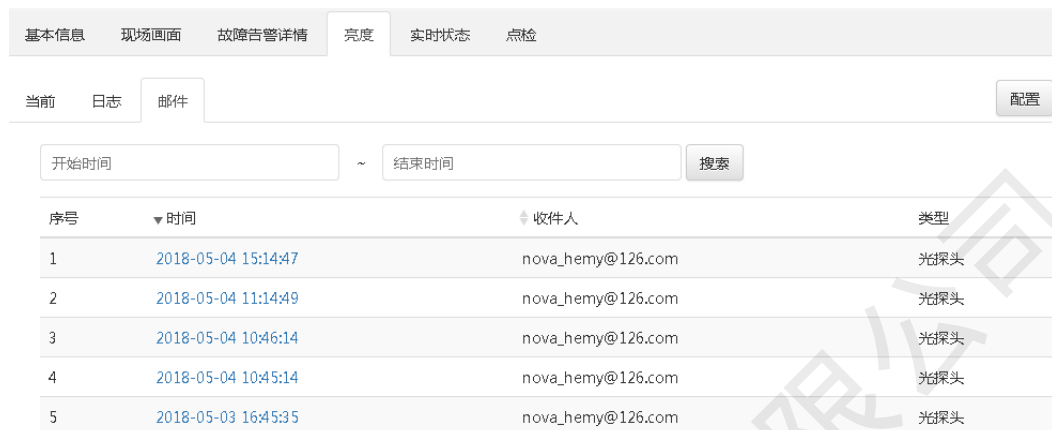 基本信息 现场画面 故障告警详情 亮度 实时状态 点检
当前 日志 邮件 配置
开始时间 ~ 结束时间 搜索
序号 时间 收件人 类型
1 2018-05-04 15:14:47 nova_hemy@126.com 光探头
2 2018-05-04 11:14:49 nova_hemy@126.com 光探头
3 2018-05-04 10:46:14 nova_hemy@126.com 光探头
4 2018-05-04 10:45:14 nova_hemy@126.com 光探头
5 2018-05-03 16:45:35 nova_hemy@126.com 光探头
限公司